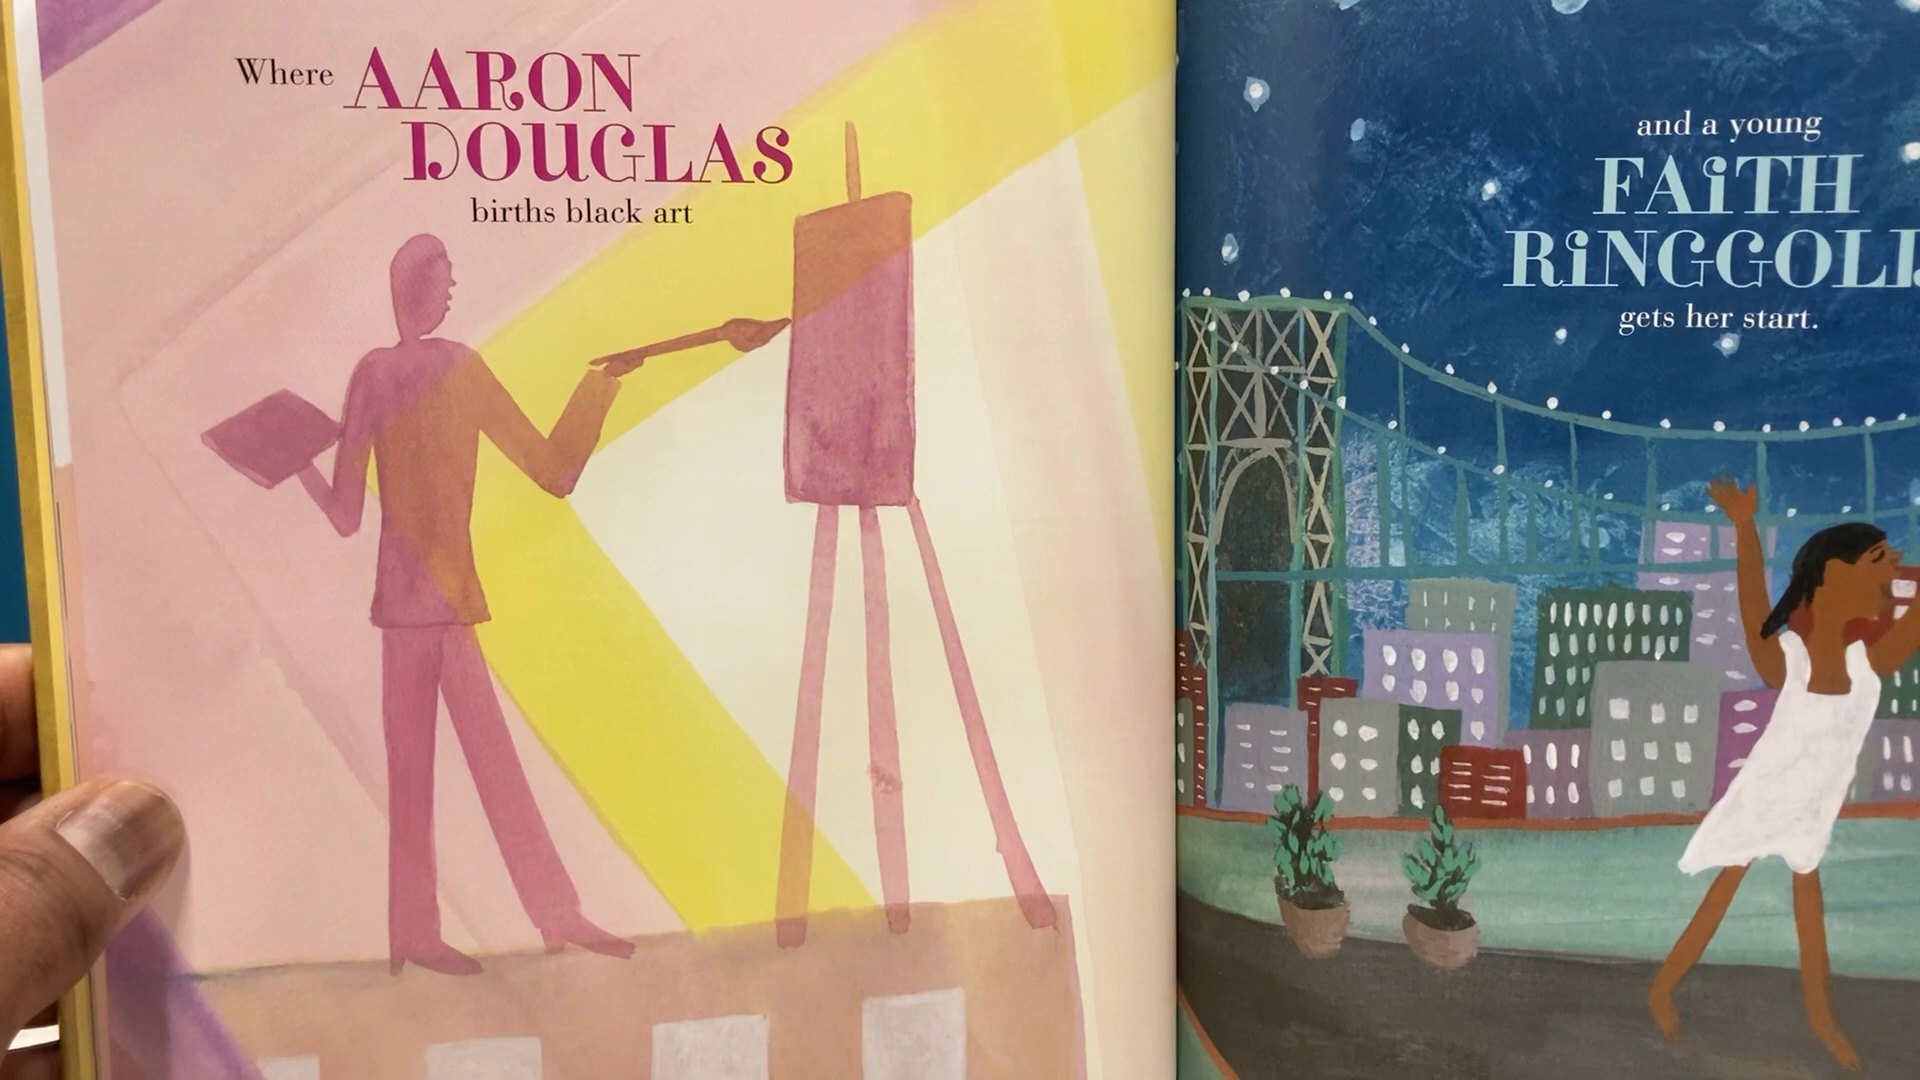 Where AARON
DOUGLAS
births black art
and a young
FAiTH
RiNGGOLD
gets her start.